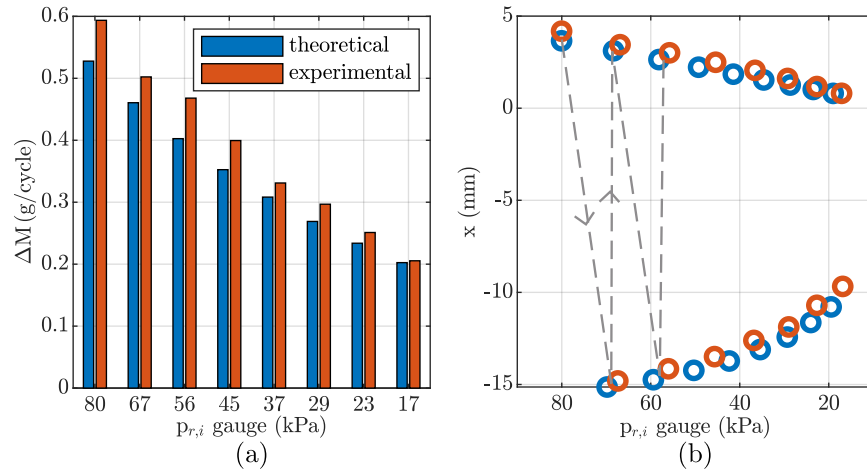 0.6
0.5
0.4
0.3
0.2
0.1
0
ΔM (g/cycle)
theoretical
experimental
80 67 56 45 37 29 23 17
p_{r,i} gauge (kPa)
(a)
5
0
-5
-10
-15
x (mm)
80 60 40 20
p_{r,i} gauge (kPa)
(b)